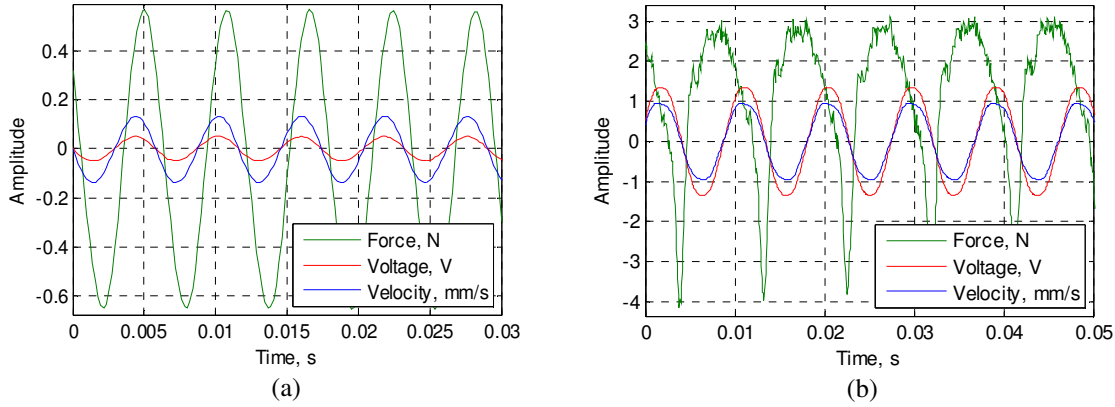 0.4
0.2
0
-0.2
-0.4
-0.6
Amplitude
0
0.005
0.01
0.015
0.02
0.025
0.03
Time, s
Force, N
Voltage, V
Velocity, mm/s
(a)
3
2
1
0
-1
-2
-3
-4
Amplitude
0
0.01
0.02
0.03
0.04
0.05
Time, s
Force, N
Voltage, V
Velocity, mm/s
(b)